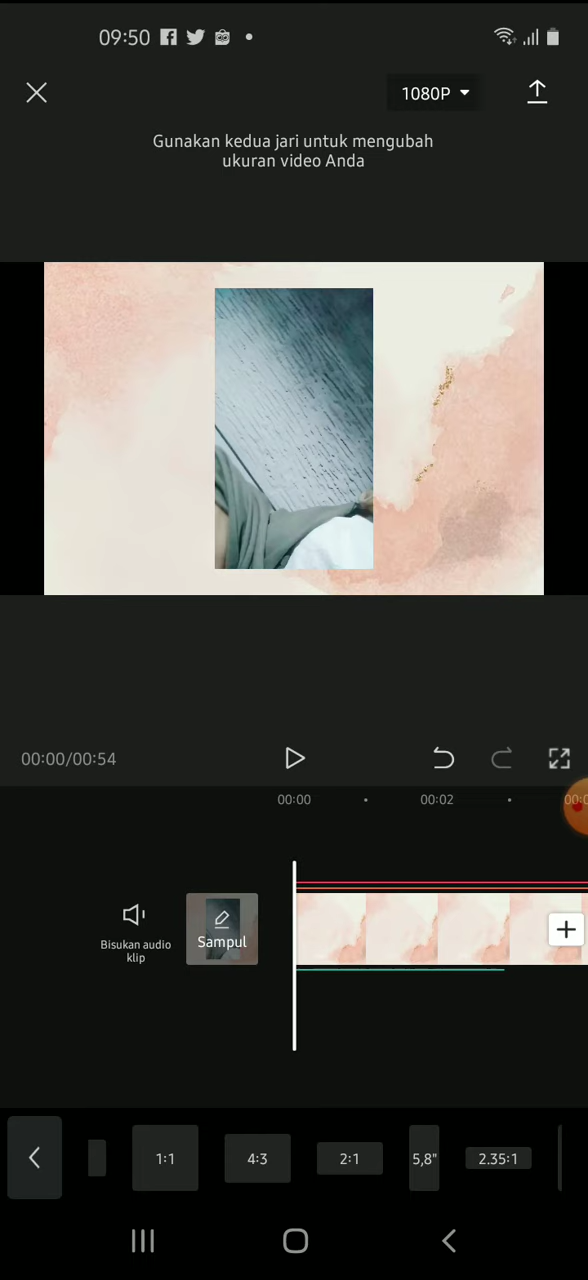 09:50
1080P
Gunakan kedua jari untuk mengubah
ukuran video Anda
00:00/00:54
00:00
00:02
Bisukan audio
klip
Sampul
1:1
4:3
2:1
5,8"
2.35:1